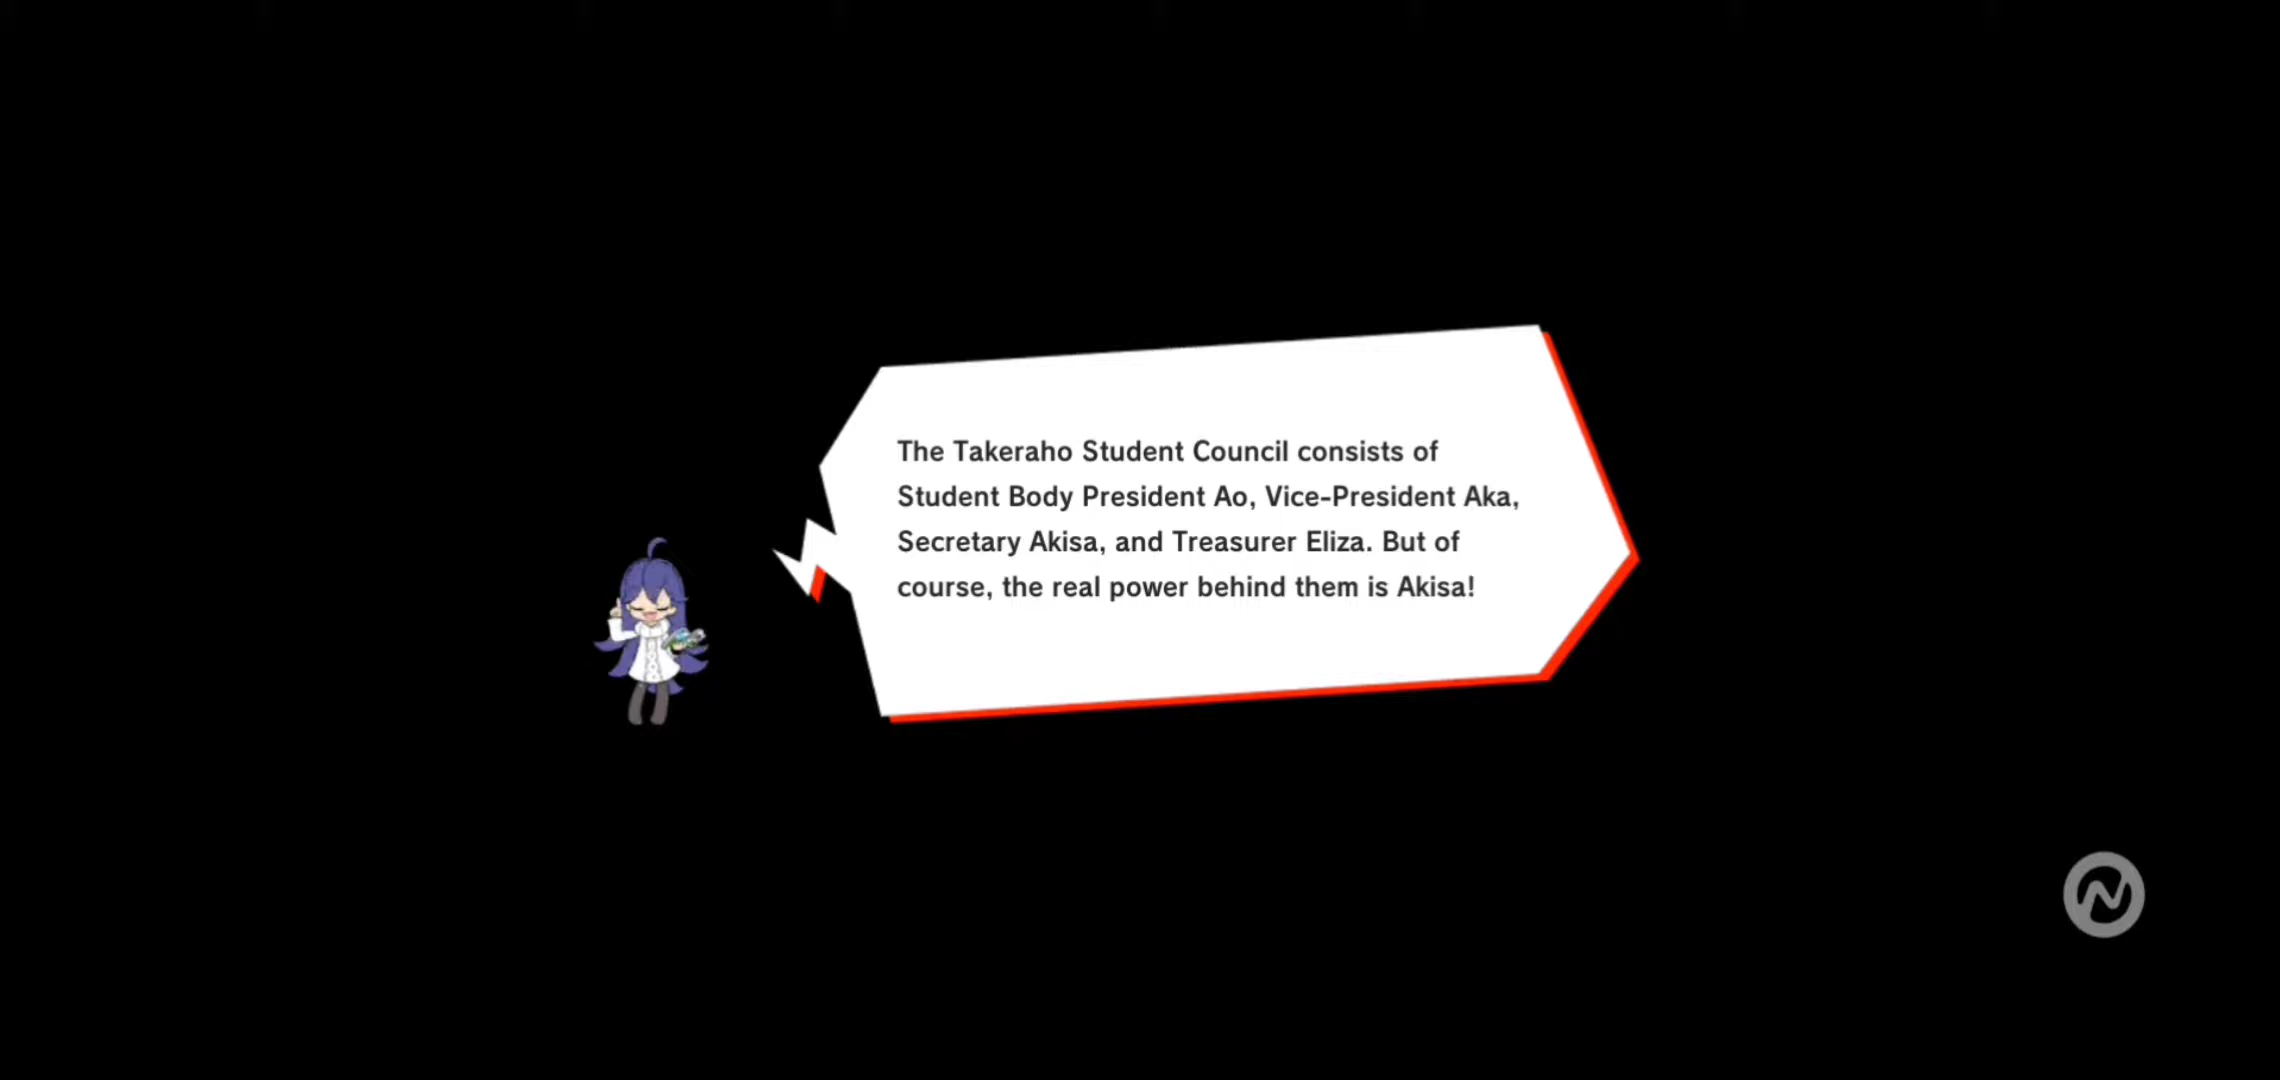 The Takeraho Student Council consists of
Student Body President Ao, Vice-President Aka,
Secretary Akisa, and Treasurer Eliza. But of
course, the real power behind them is Akisa!